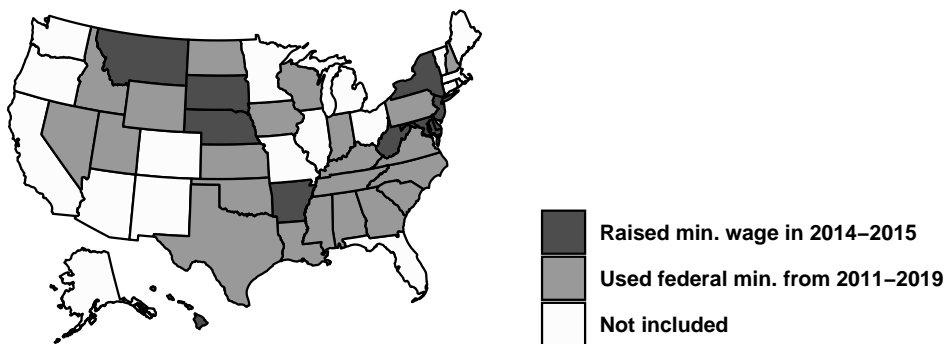 Raised min. wage in 2014−2015
Used federal min. from 2011−2019
Not included